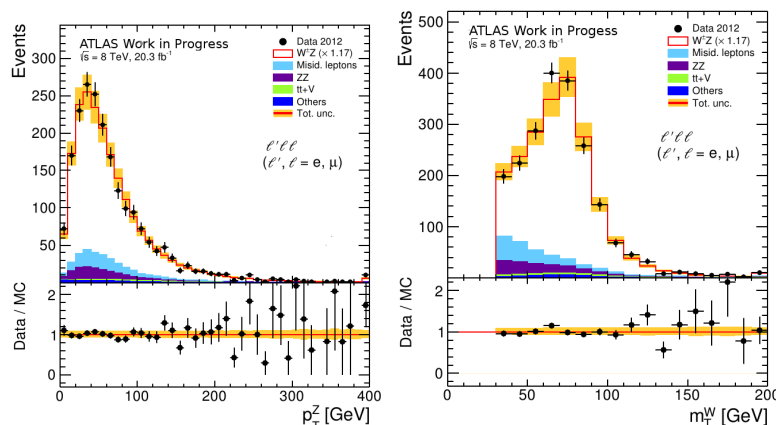 Events
300
250
200
150
100
50
ATLAS Work in Progress
√s = 8 TeV, 20.3 fb⁻¹
Data 2012
W±Z (× 1.17)
Misid. leptons
ZZ
tt+V
Others
Tot. unc.
ℓ′ℓℓ
(ℓ′, ℓ = e, μ)
Data / MC
2
1
0
0 100 200 300 400
p_T^Z [GeV]
Events
500
400
300
200
100
ATLAS Work in Progress
√s = 8 TeV, 20.3 fb⁻¹
Data 2012
W±Z (× 1.17)
Misid. leptons
ZZ
tt+V
Others
Tot. unc.
ℓ′ℓℓ
(ℓ′, ℓ = e, μ)
Data / MC
2
1
0
0 50 100 150 200
m_T^W [GeV]